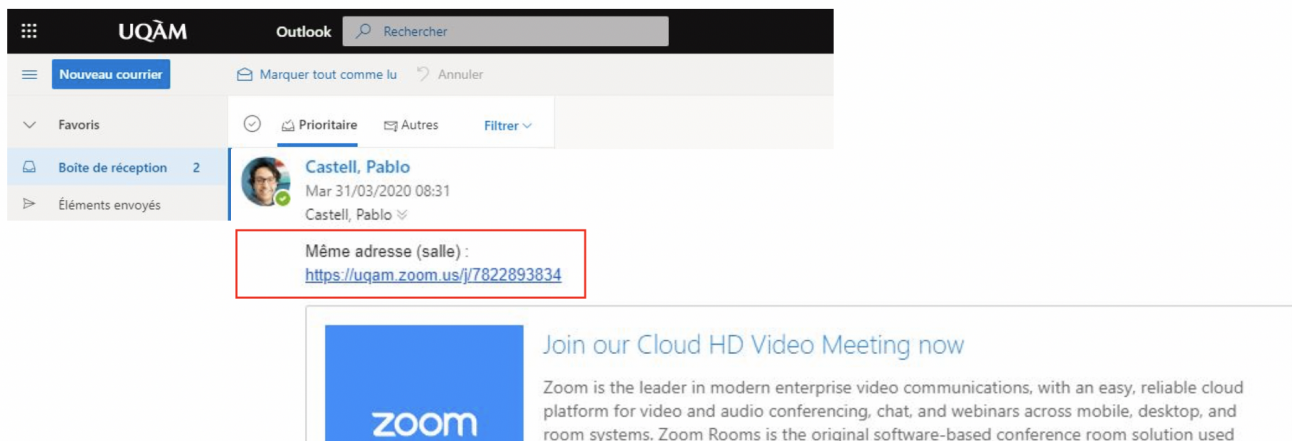 UQÀM
Outlook
Rechercher
Nouveau courrier
Marquer tout comme lu
Annuler
Favoris
Prioritaire
Autres
Filtrer
Boîte de réception 2
Éléments envoyés
Castell, Pablo
Mar 31/03/2020 08:31
Castell, Pablo
Même adresse (salle) :
https://uqam.zoom.us/j/7822893834
zoom
Join our Cloud HD Video Meeting now
Zoom is the leader in modern enterprise video communications, with an easy, reliable cloud
platform for video and audio conferencing, chat, and webinars across mobile, desktop, and
room systems. Zoom Rooms is the original software-based conference room solution used